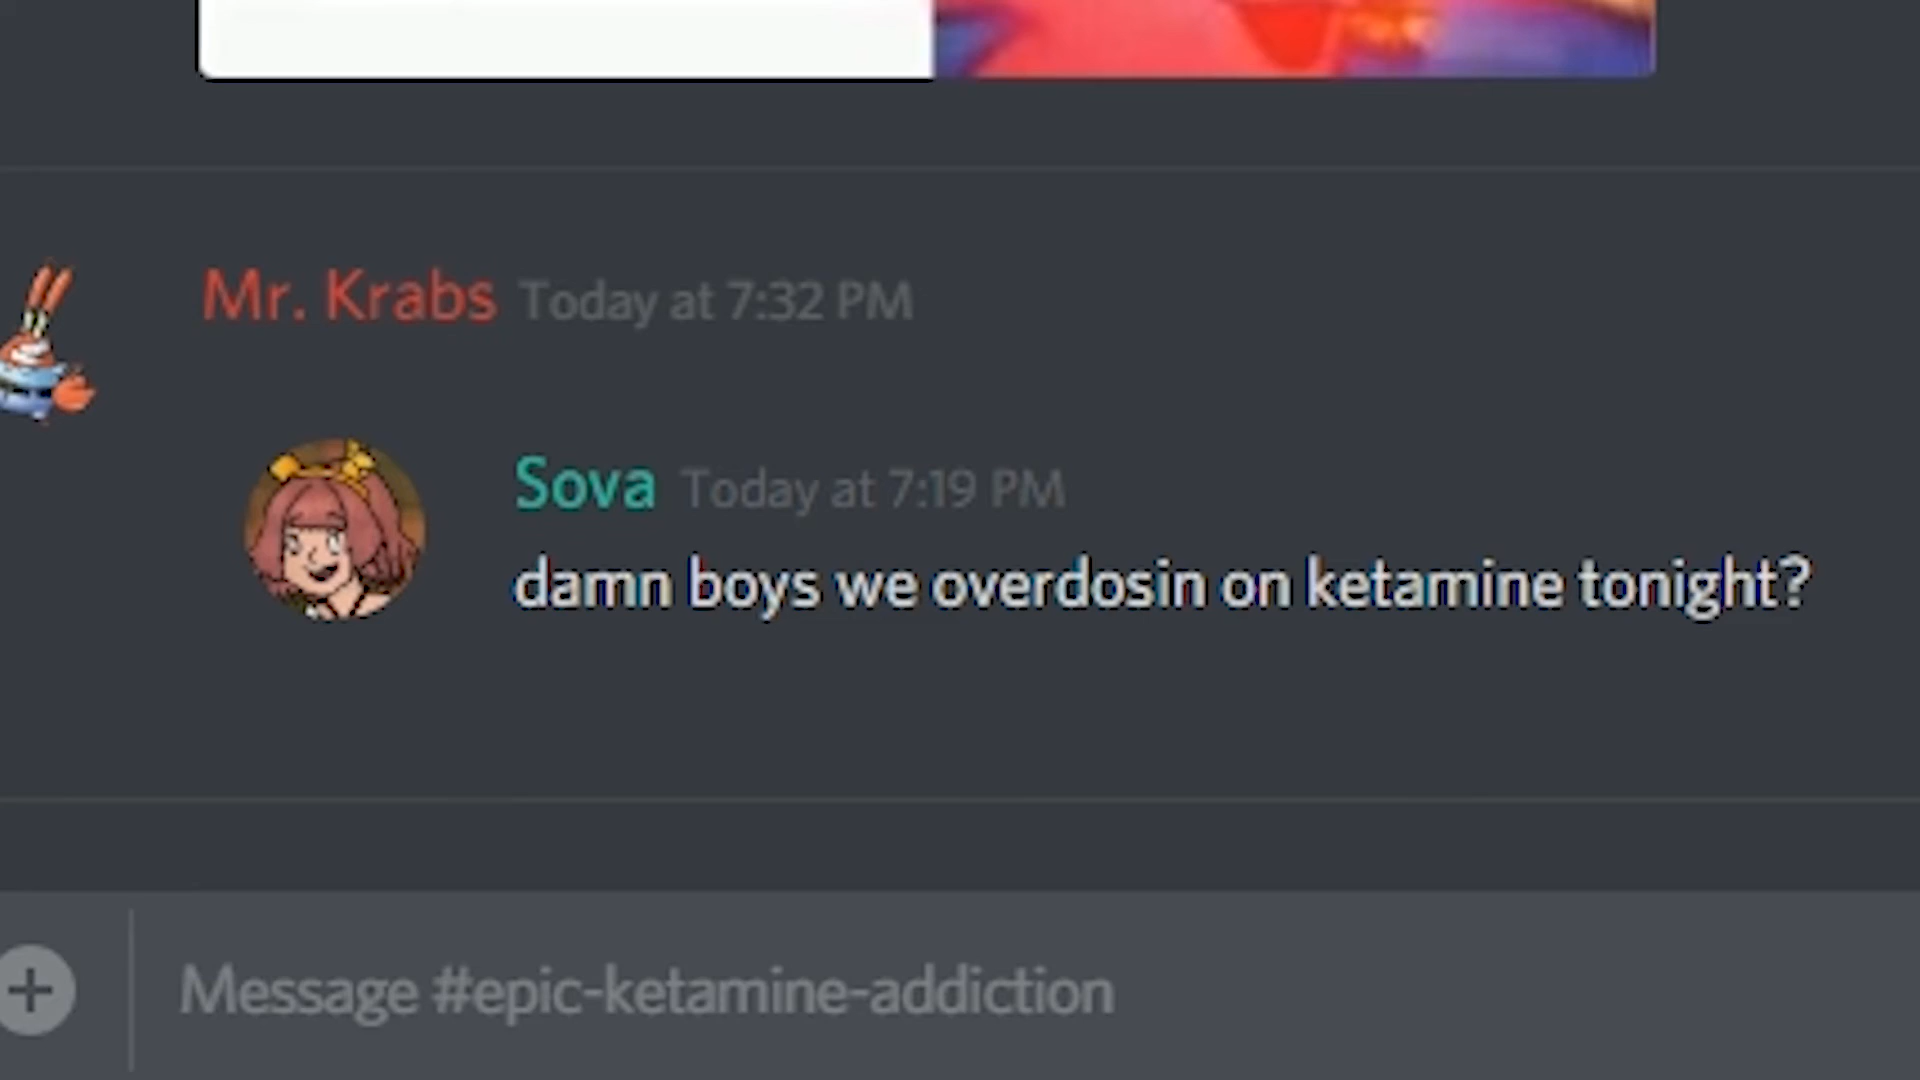 Mr. Krabs Today at 7:32 PM
Sova Today at 7:19 PM
damn boys we overdosin on ketamine tonight?
Message #epic-ketamine-addiction